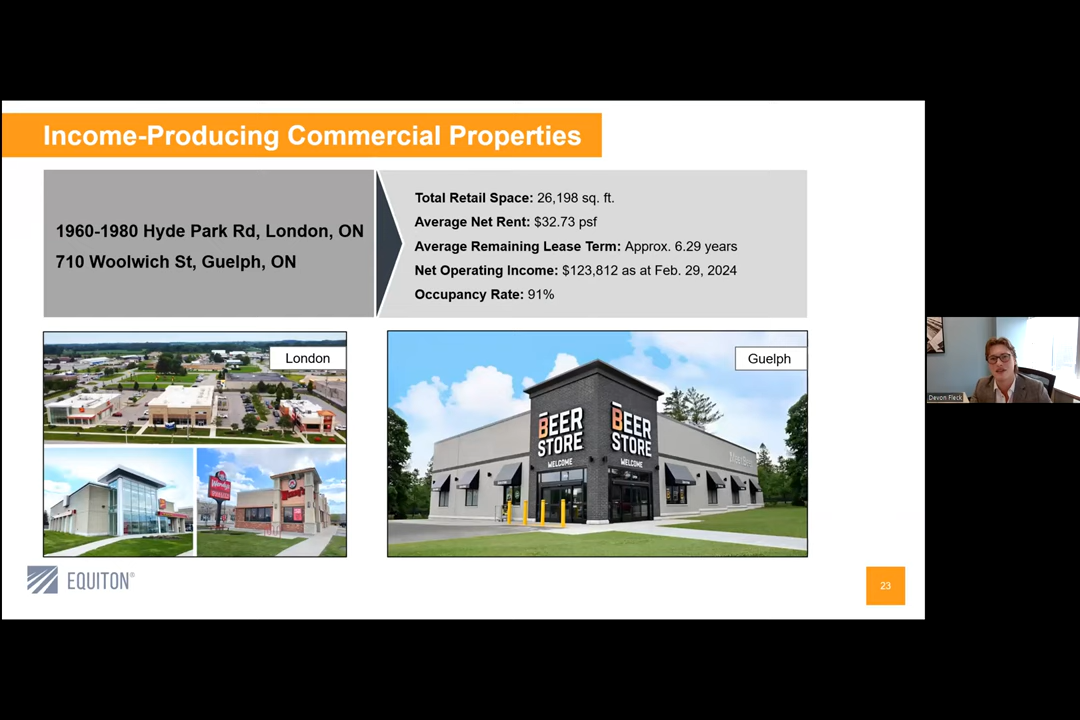 Income-Producing Commercial Properties
1960-1980 Hyde Park Rd, London, ON
710 Woolwich St, Guelph, ON
Total Retail Space: 26,198 sq. ft.
Average Net Rent: $32.73 psf
Average Remaining Lease Term: Approx. 6.29 years
Net Operating Income: $123,812 as at Feb. 29, 2024
Occupancy Rate: 91%
London
Guelph
BEER
STORE
WELCOME
BEER
STORE
WELCOME
Wendy's
Wendy's
Devon Fleck
EQUITON®
23